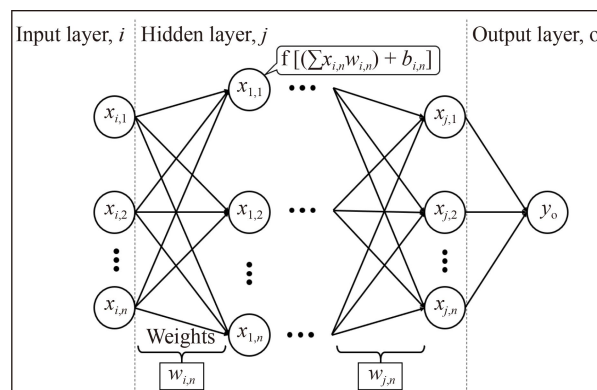 Input layer, i Hidden layer, j Output layer, o
f [(∑x_{i,n}w_{i,n}) + b_{i,n}]
x_{1,1}
x_{i,1} x_{j,1}
x_{i,2} x_{1,2} x_{j,2} y_o
x_{i,n} x_{j,n}
Weights x_{1,n}
w_{i,n} w_{j,n}